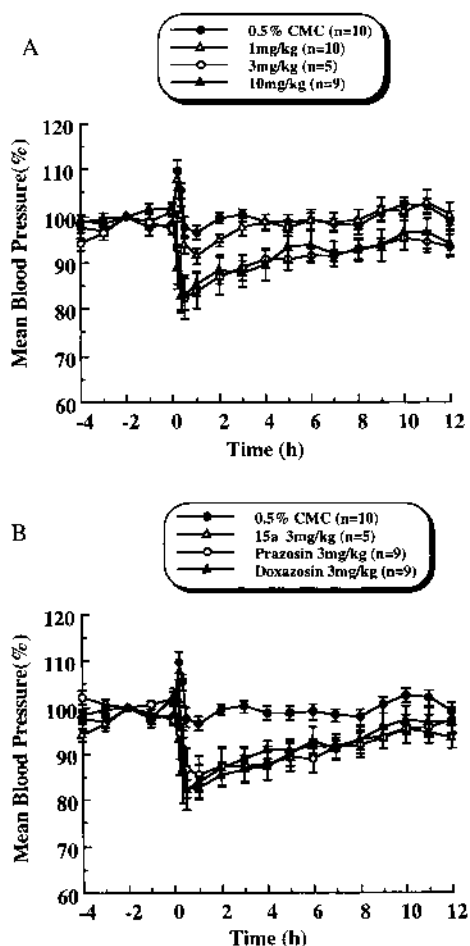 A
0.5% CMC (n=10)
1mg/kg (n=10)
3mg/kg (n=5)
10mg/kg (n=9)
Mean Blood Pressure(%)
120
110
100
90
80
70
60
-4 -2 0 2 4 6 8 10 12
Time (h)
B
0.5% CMC (n=10)
15a 3mg/kg (n=5)
Prazosin 3mg/kg (n=9)
Doxazosin 3mg/kg (n=9)
Mean Blood Pressure(%)
120
110
100
90
80
70
60
-4 -2 0 2 4 6 8 10 12
Time (h)